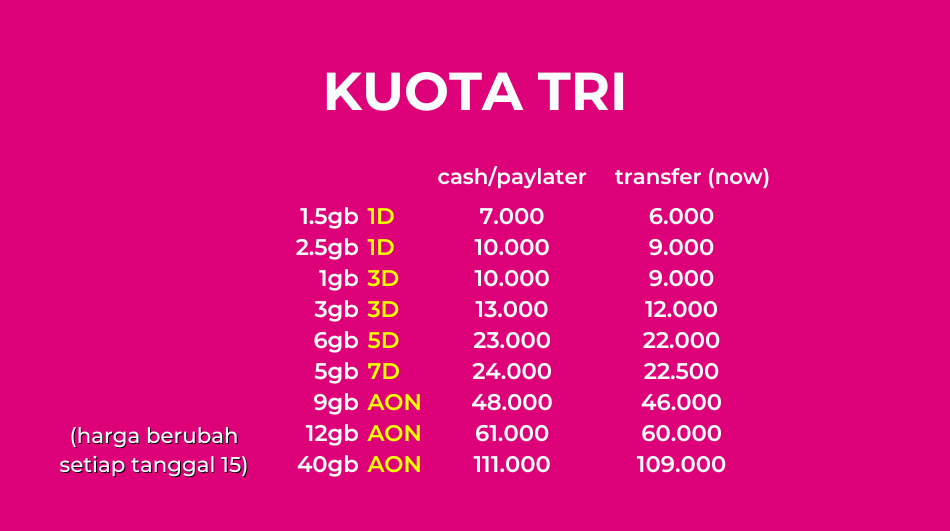 KUOTA TRI
cash/paylater transfer (now)
1.5gb 1D 7.000 6.000
2.5gb 1D 10.000 9.000
1gb 3D 10.000 9.000
3gb 3D 13.000 12.000
6gb 5D 23.000 22.000
5gb 7D 24.000 22.500
9gb AON 48.000 46.000
12gb AON 61.000 60.000
40gb AON 111.000 109.000
(harga berubah
setiap tanggal 15)